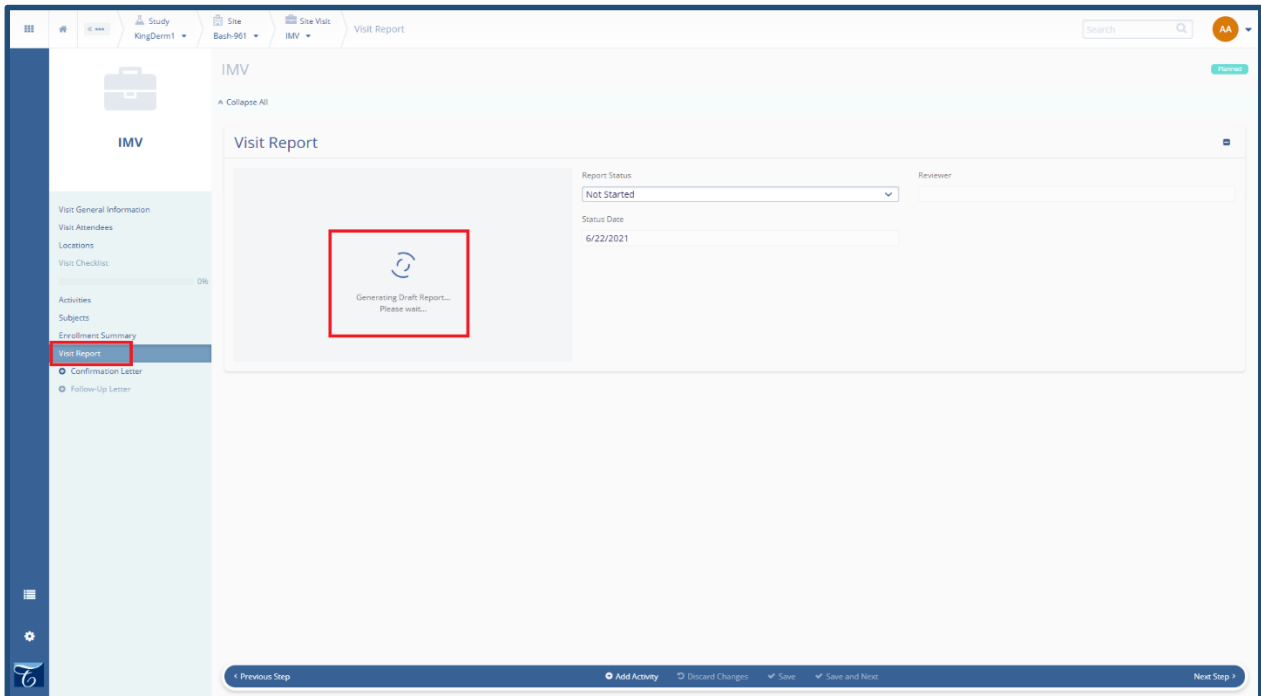 Study
KingDerm1
Site
Bash-961
Site Visit
IMV
Visit Report
Search
AA
IMV
Planned
Collapse All
IMV
Visit Report
Report Status
Not Started
Reviewer
Status Date
6/22/2021
Generating Draft Report...
Please wait...
Visit General Information
Visit Attendees
Locations
Visit Checklist
0%
Activities
Subjects
Enrollment Summary
Visit Report
Confirmation Letter
Follow-Up Letter
< Previous Step
Add Activity
Discard Changes
Save
Save and Next
Next Step >